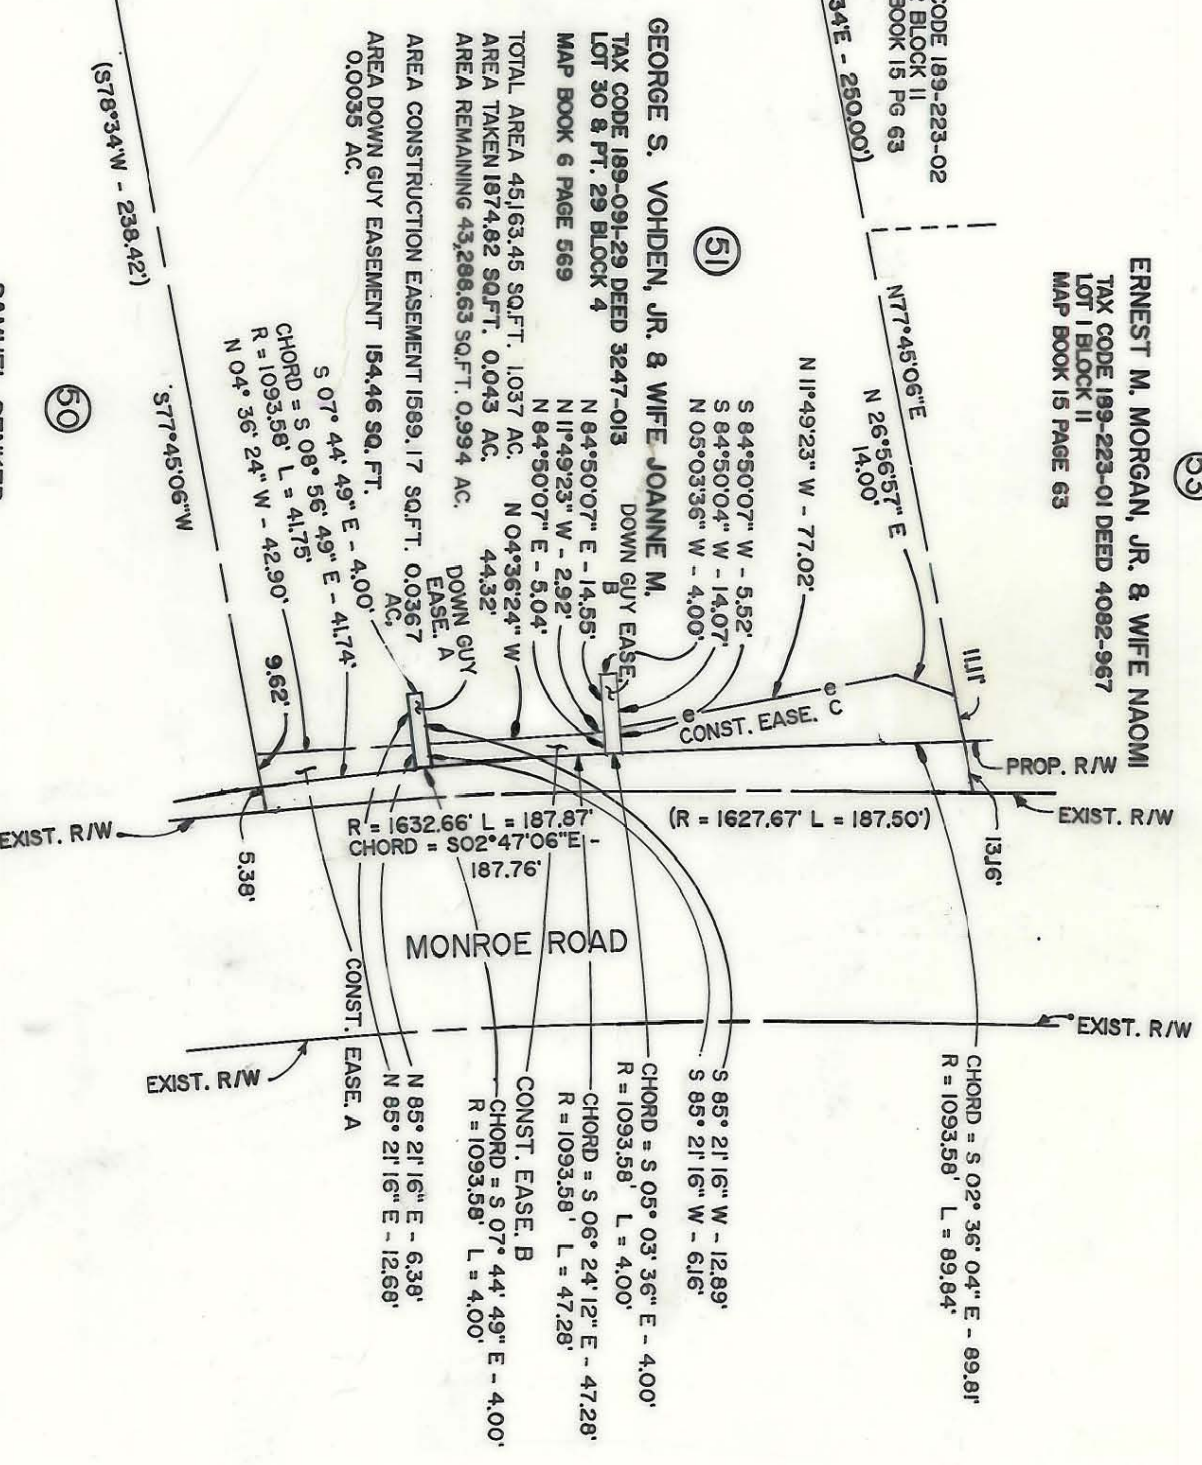 CODE 189-223-02
BLOCK 11
BOOK 15 PG 63
34'E - 250.00')
ERNEST M. MORGAN, JR. & WIFE NAOMI
TAX CODE 189-223-01 DEED 4082-967
LOT 1 BLOCK 11
MAP BOOK 15 PAGE 63
53
N77°45'06"E
N 26°56'57" E
14.00'
N 11°49'23" W - 77.02'
51
GEORGE S. VOHDEN, JR. & WIFE JOANNE M.
TAX CODE 189-091-29 DEED 3247-013
LOT 30 & PT. 29 BLOCK 4
MAP BOOK 6 PAGE 569
TOTAL AREA 45,163.45 SQ.FT. 1.037 AC.
AREA TAKEN 1874.82 SQ.FT. 0.043 AC.
AREA REMAINING 43,288.63 SQ.FT. 0.994 AC.
AREA CONSTRUCTION EASEMENT 1589.17 SQ.FT. 0.0367
AC.
AREA DOWN GUY EASEMENT 154.46 SQ. FT.
0.0035 AC.
S 84°50'07" W - 5.52'
S 84°50'04" W - 14.07'
N 05°03'36" W - 4.00'
DOWN GUY EASE.
B
N 84°50'07" E - 14.55'
N 11°49'23" W - 2.92'
N 84°50'07" E - 5.04'
N 04°36'24" W
44.32'
DOWN GUY
EASE. A
S 07° 44' 49" E - 4.00'
CHORD = S 08° 56' 49" E - 41.74'
R = 1093.58' L = 41.75'
N 04° 36' 24" W - 42.90'
(S78°34'W - 238.42')
S77°45'06"W
50
9.62'
5.38'
11.11'
13.16'
CONST. EASE. C
e
e
PROP. R/W
EXIST. R/W
EXIST. R/W
R = 1632.66' L = 187.87'
CHORD = S02°47'06"E -
187.76'
(R = 1627.67' L = 187.50')
MONROE ROAD
EXIST. R/W
EXIST. R/W
CHORD = S 02° 36' 04" E - 89.81'
R = 1093.58' L = 89.84'
S 85° 21' 16" W - 12.89'
S 85° 21' 16" W - 6.16'
CHORD = S 05° 03' 36" E - 4.00'
R = 1093.58' L = 4.00'
CHORD = S 06° 24' 12" E - 47.28'
R = 1093.58' L = 47.28'
CONST. EASE. B
CHORD = S 07° 44' 49" E - 4.00'
R = 1093.58' L = 4.00'
N 85° 21' 16" E - 6.38'
N 85° 21' 16" E - 12.68'
CONST. EASE. A